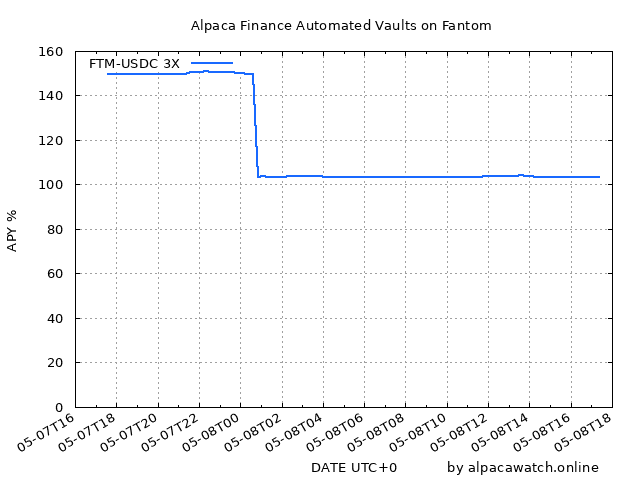 Alpaca Finance Automated Vaults on Fantom
FTM-USDC 3X
APY %
160
140
120
100
80
60
40
20
0
05-07T16
05-07T18
05-07T20
05-07T22
05-08T00
05-08T02
05-08T04
05-08T06
05-08T08
05-08T10
05-08T12
05-08T14
05-08T16
05-08T18
DATE UTC+0
by alpacawatch.online